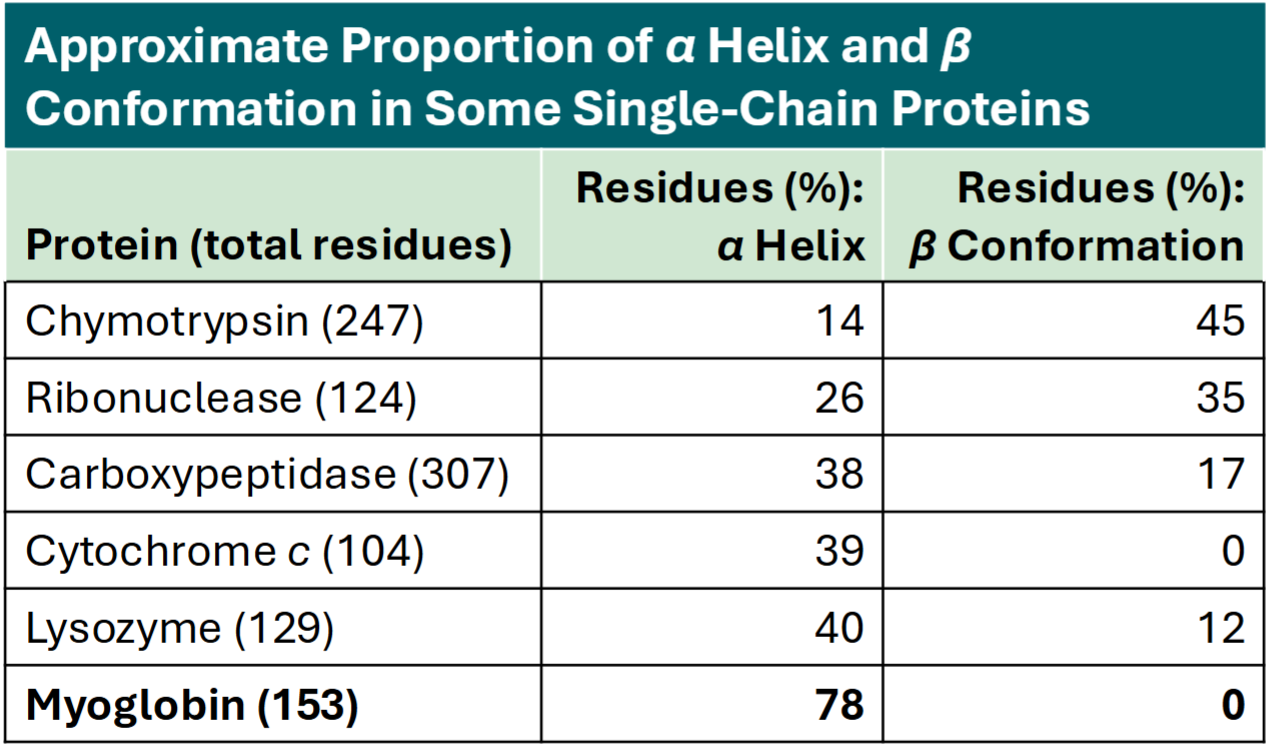 Approximate Proportion of α Helix and β
Conformation in Some Single-Chain Proteins
Protein (total residues)
Residues (%):
α Helix
Residues (%):
β Conformation
Chymotrypsin (247) 14 45
Ribonuclease (124) 26 35
Carboxypeptidase (307) 38 17
Cytochrome c (104) 39 0
Lysozyme (129) 40 12
Myoglobin (153) 78 0